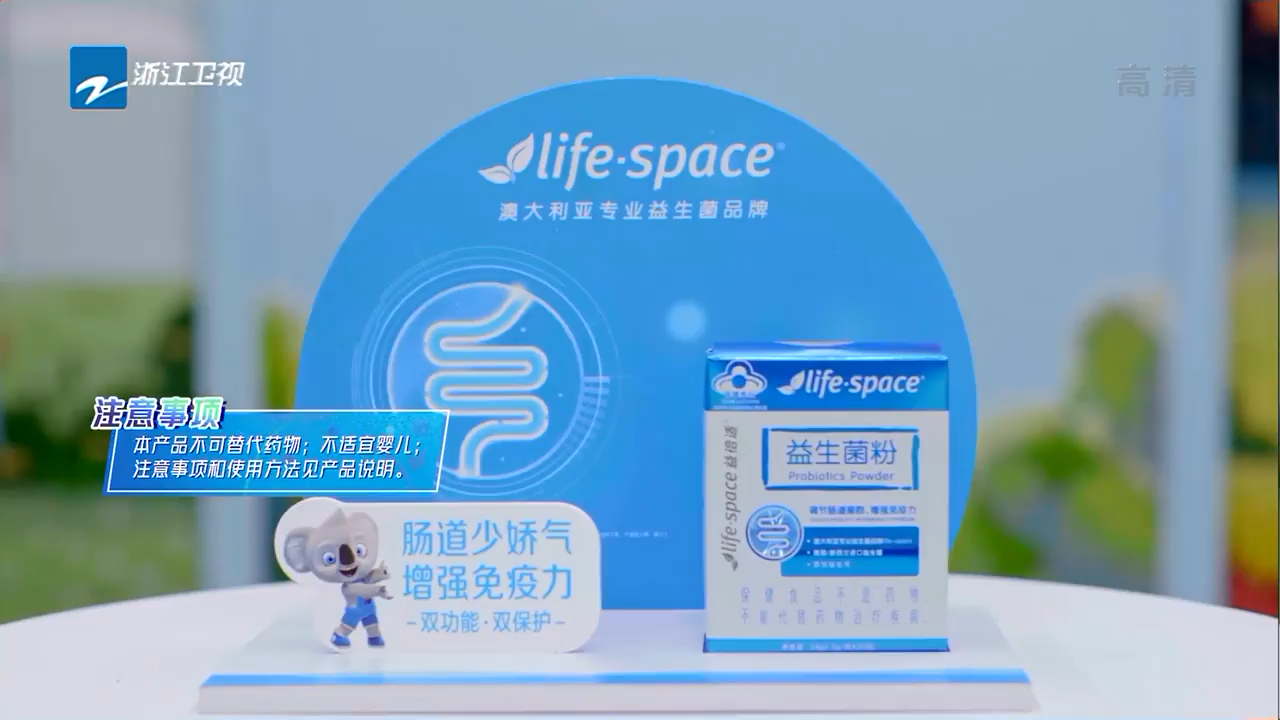 浙江卫视
高清
life·space
澳大利亚专业益生菌品牌
注意事项
本产品不可替代药物；不适宜婴儿；
注意事项和使用方法见产品说明。
肠道少娇气
增强免疫力
-双功能·双保护-
life·space
life·space 益倍适
益生菌粉
Probiotics Powder
调节肠道菌群、增强免疫力
保健食品不是药物
不能代替药物治疗疾病